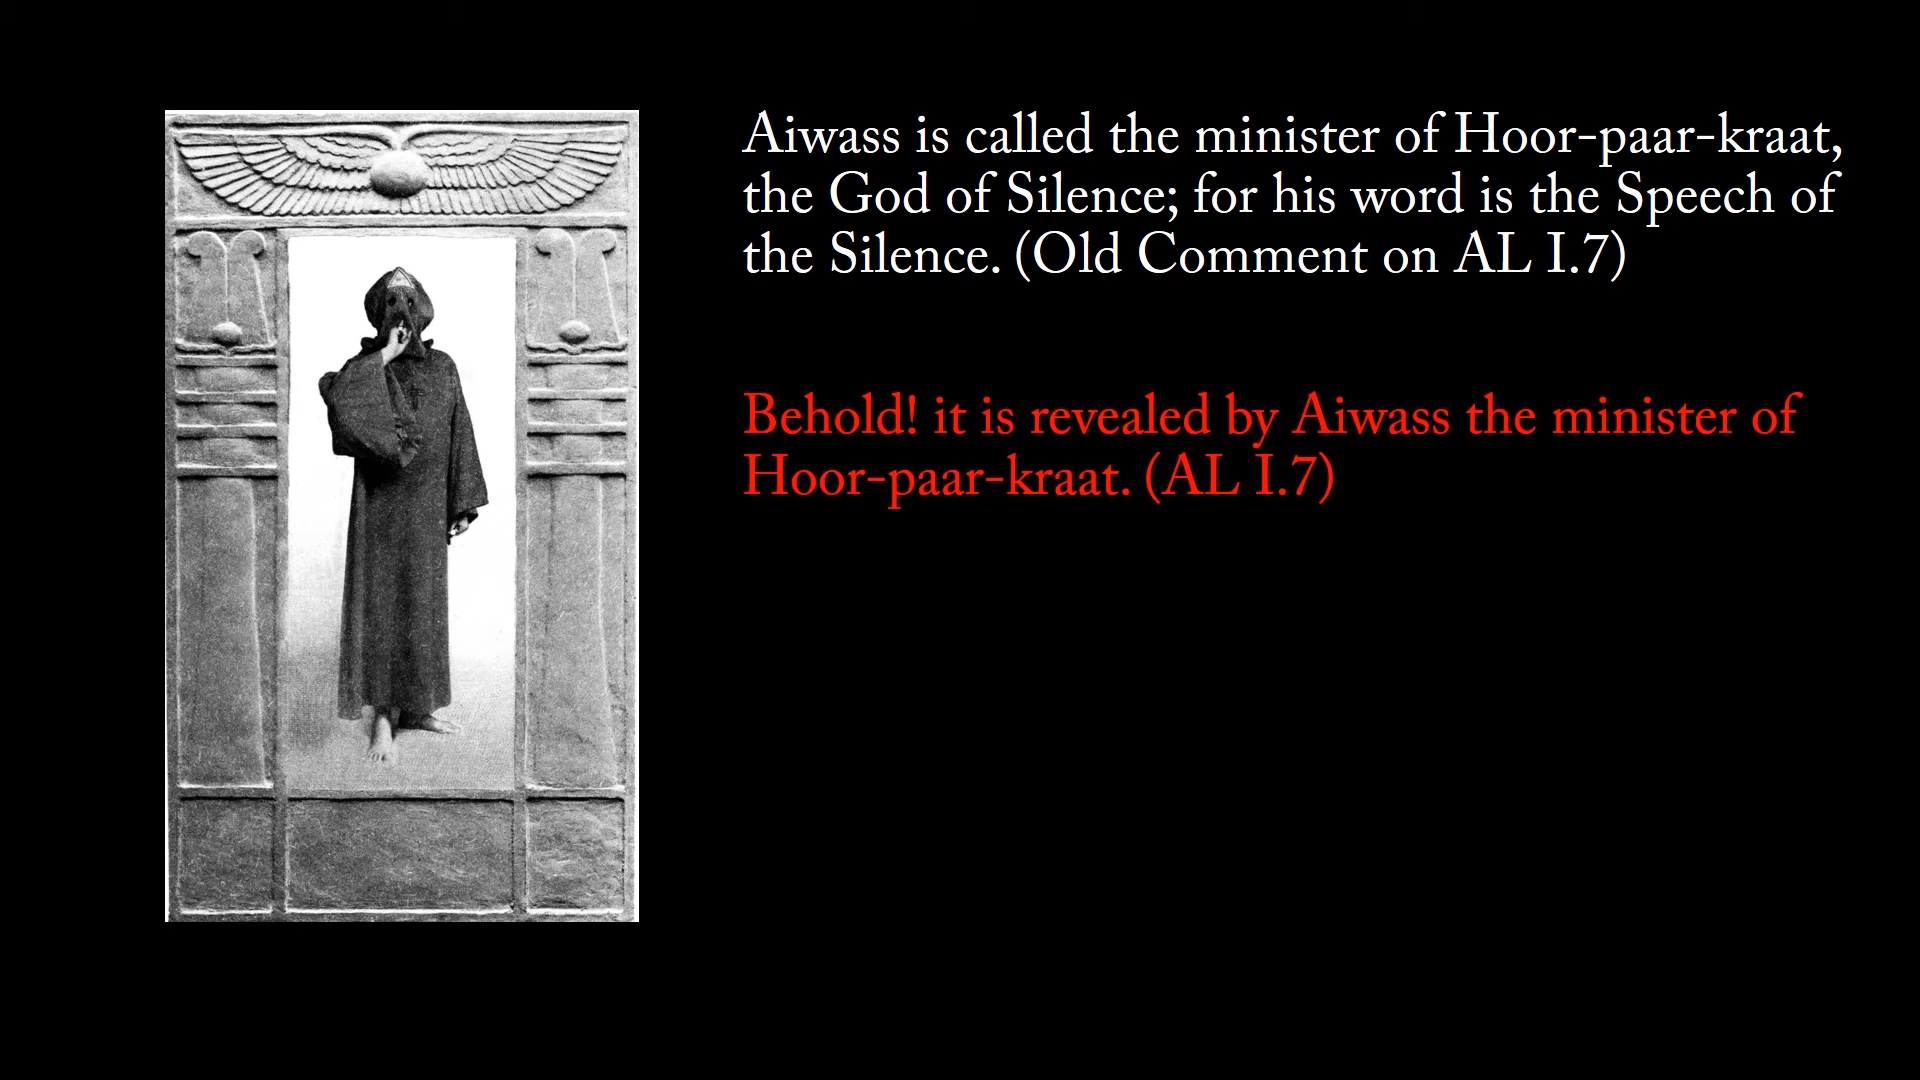 Aiwass is called the minister of Hoor-paar-kraat,
the God of Silence; for his word is the Speech of
the Silence. (Old Comment on AL I.7)
Behold! it is revealed by Aiwass the minister of
Hoor-paar-kraat. (AL I.7)